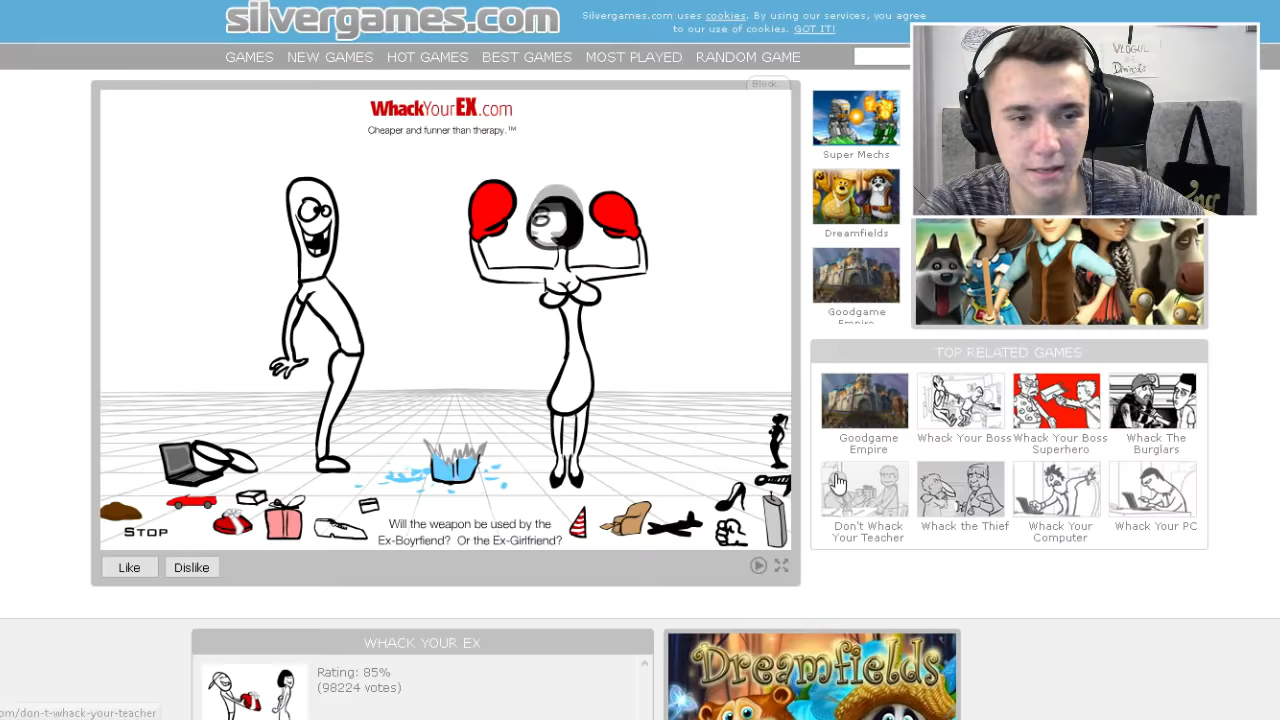 silvergames.com
Silvergames.com uses cookies. By using our services, you agree
to our use of cookies. GOT IT!
GAMES NEW GAMES HOT GAMES BEST GAMES MOST PLAYED RANDOM GAME
Block...
WhackYourEX.com
Cheaper and funner than therapy.™
Super Mechs
Dreamfields
Goodgame
Empire
TOP RELATED GAMES
Goodgame
Empire
Whack Your Boss
Whack Your Boss
Superhero
Whack The
Burglars
Don't Whack
Your Teacher
Whack the Thief
Whack Your
Computer
Whack Your PC
STOP
Will the weapon be used by the
Ex-Boyrfiend? Or the Ex-Girlfriend?
Like
Dislike
WHACK YOUR EX
Rating: 85%
(98224 votes)
Dreamfields
om/don-t-whack-your-teacher